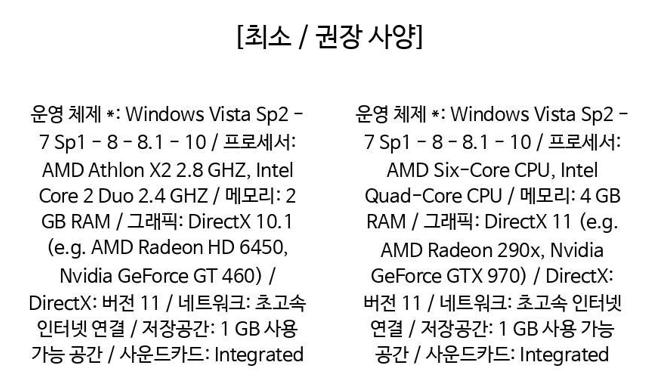 [최소 / 권장 사양]
운영 체제 *: Windows Vista Sp2 -
7 Sp1 - 8 - 8.1 - 10 / 프로세서:
AMD Athlon X2 2.8 GHZ, Intel
Core 2 Duo 2.4 GHZ / 메모리: 2
GB RAM / 그래픽: DirectX 10.1
(e.g. AMD Radeon HD 6450,
Nvidia GeForce GT 460) /
DirectX: 버전 11 / 네트워크: 초고속
인터넷 연결 / 저장공간: 1 GB 사용
가능 공간 / 사운드카드: Integrated
운영 체제 *: Windows Vista Sp2 -
7 Sp1 - 8 - 8.1 - 10 / 프로세서:
AMD Six-Core CPU, Intel
Quad-Core CPU / 메모리: 4 GB
RAM / 그래픽: DirectX 11 (e.g.
AMD Radeon 290x, Nvidia
GeForce GTX 970) / DirectX:
버전 11 / 네트워크: 초고속 인터넷
연결 / 저장공간: 1 GB 사용 가능
공간 / 사운드카드: Integrated